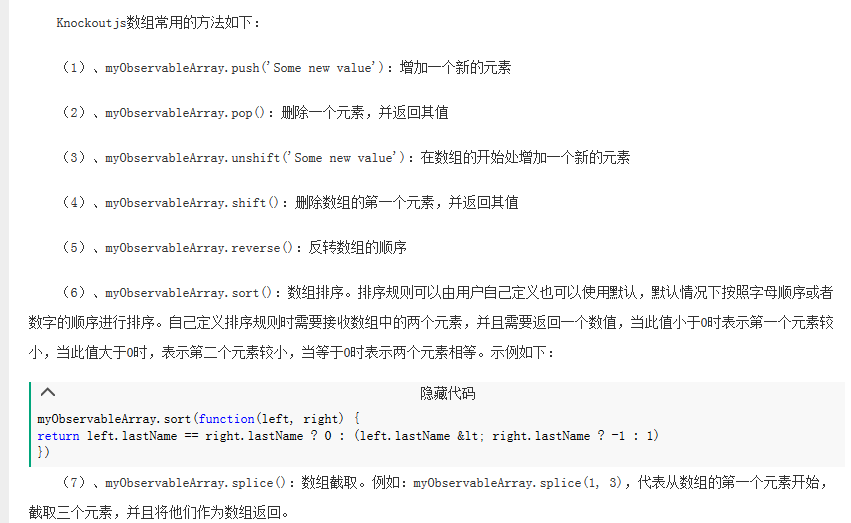 Knockoutjs数组常用的方法如下：
（1）、myObservableArray.push('Some new value')：增加一个新的元素
（2）、myObservableArray.pop()：删除一个元素，并返回其值
（3）、myObservableArray.unshift('Some new value')：在数组的开始处增加一个新的元素
（4）、myObservableArray.shift()：删除数组的第一个元素，并返回其值
（5）、myObservableArray.reverse()：反转数组的顺序
（6）、myObservableArray.sort()：数组排序。排序规则可以由用户自己定义也可以使用默认，默认情况下按照字母顺序或者
数字的顺序进行排序。自己定义排序规则时需要接收数组中的两个元素，并且需要返回一个数值，当此值小于0时表示第一个元素较
小，当此值大于0时，表示第二个元素较小，当等于0时表示两个元素相等。示例如下：
隐藏代码
myObservableArray.sort(function(left, right) {
return left.lastName == right.lastName ? 0 : (left.lastName &lt; right.lastName ? -1 : 1)
})
（7）、myObservableArray.splice()：数组截取。例如：myObservableArray.splice(1, 3)，代表从数组的第一个元素开始，
截取三个元素，并且将他们作为数组返回。